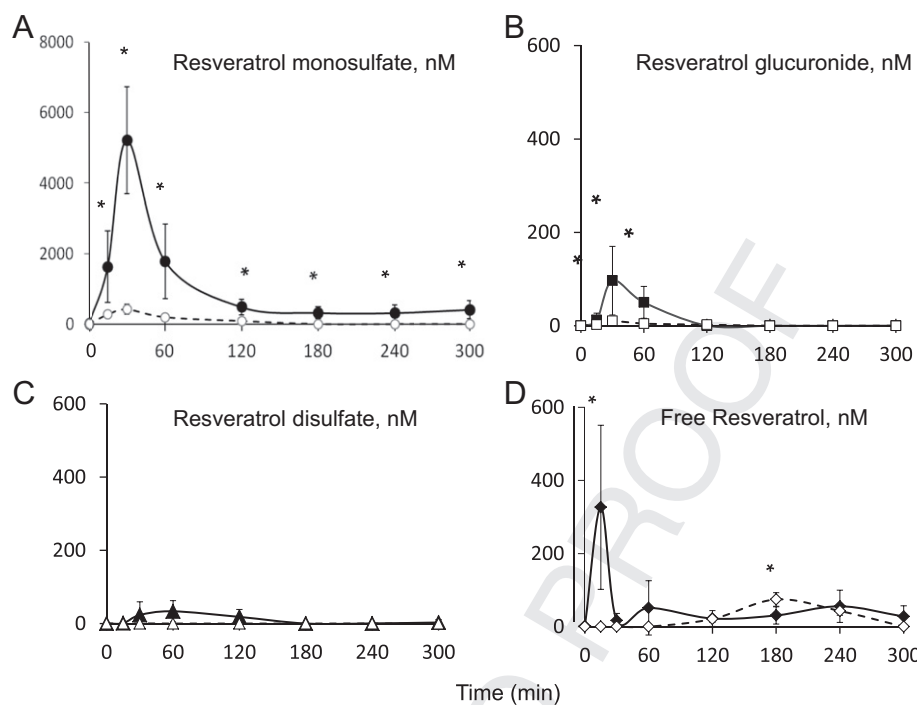 A
Resveratrol monosulfate, nM
8000
6000
4000
2000
0
0 60 120 180 240 300
* * * * * * *
B
Resveratrol glucuronide, nM
600
400
200
0
0 60 120 180 240 300
* * *
C
Resveratrol disulfate, nM
600
400
200
0
0 60 120 180 240 300
D
Free Resveratrol, nM
600
400
200
0
0 60 120 180 240 300
* *
Time (min)
PROOF